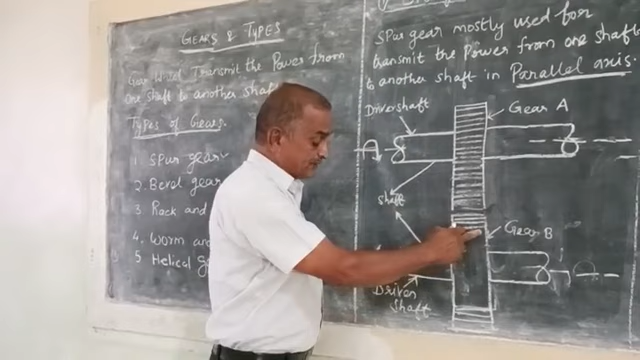 GEARS & TYPES
Gear Transmit the Power from
one shaft to another shaft
Types of Gears.
1. Spur gear
2. Bevel gear
3. Rack and
4. Worm
5 Helical
Spur gear mostly used for
transmit the Power from one shaft
to another shaft in Parallel axis.
Driver shaft
Gear A
Shaft
Gear B
Driven
Shaft